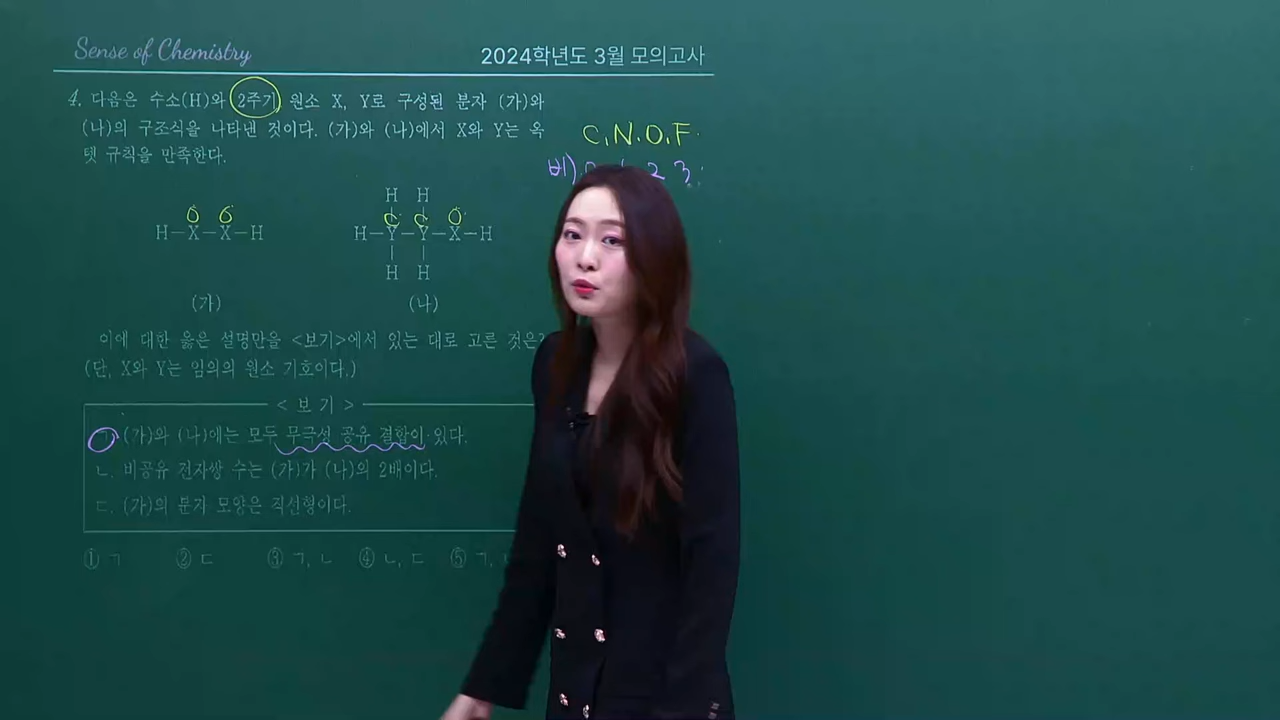 Sense of Chemistry
2024학년도 3월 모의고사
4. 다음은 수소(H)와 2주기 원소 X, Y로 구성된 분자 (가)와
(나)의 구조식을 나타낸 것이다. (가)와 (나)에서 X와 Y는 옥
텟 규칙을 만족한다.
C, N, O, F
비) 2 3
H H
O O C C O
H-X-X-H H-Y-Y-X-H
H H
(가) (나)
이에 대한 옳은 설명만을 <보기>에서 있는 대로 고른 것은?
(단, X와 Y는 임의의 원소 기호이다.)
<보 기>
ㄱ. (가)와 (나)에는 모두 무극성 공유 결합이 있다.
ㄴ. 비공유 전자쌍 수는 (가)가 (나)의 2배이다.
ㄷ. (가)의 분자 모양은 직선형이다.
① ㄱ ② ㄷ ③ ㄱ, ㄴ ④ ㄴ, ㄷ ⑤ ㄱ,